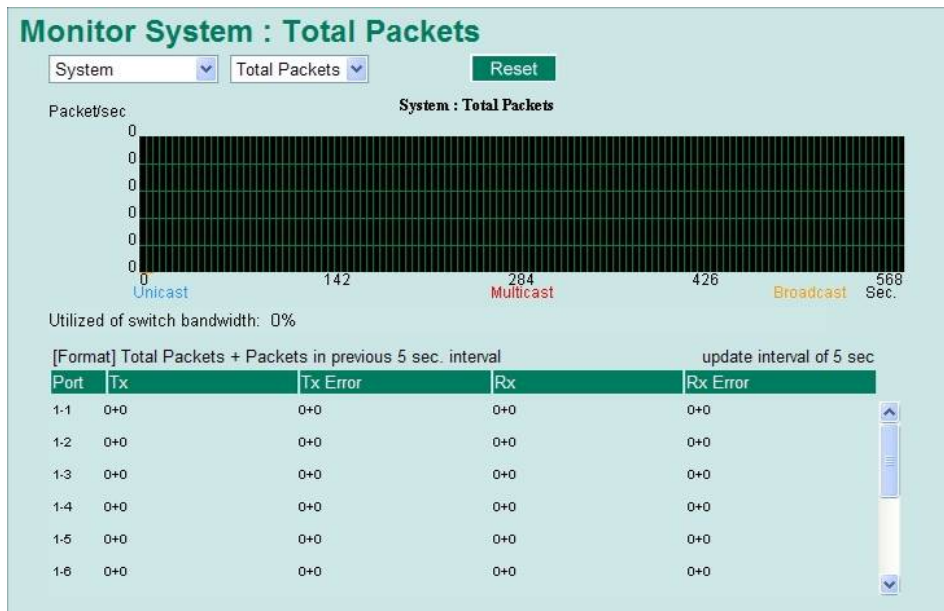 Monitor System : Total Packets
System Total Packets Reset
Packet/sec System : Total Packets
0
0
0
0
0
0
0 142 284 426 568
Unicast Multicast Broadcast Sec.
Utilized of switch bandwidth: 0%
[Format] Total Packets + Packets in previous 5 sec. interval update interval of 5 sec
Port Tx Tx Error Rx Rx Error
1-1 0+0 0+0 0+0 0+0
1-2 0+0 0+0 0+0 0+0
1-3 0+0 0+0 0+0 0+0
1-4 0+0 0+0 0+0 0+0
1-5 0+0 0+0 0+0 0+0
1-6 0+0 0+0 0+0 0+0